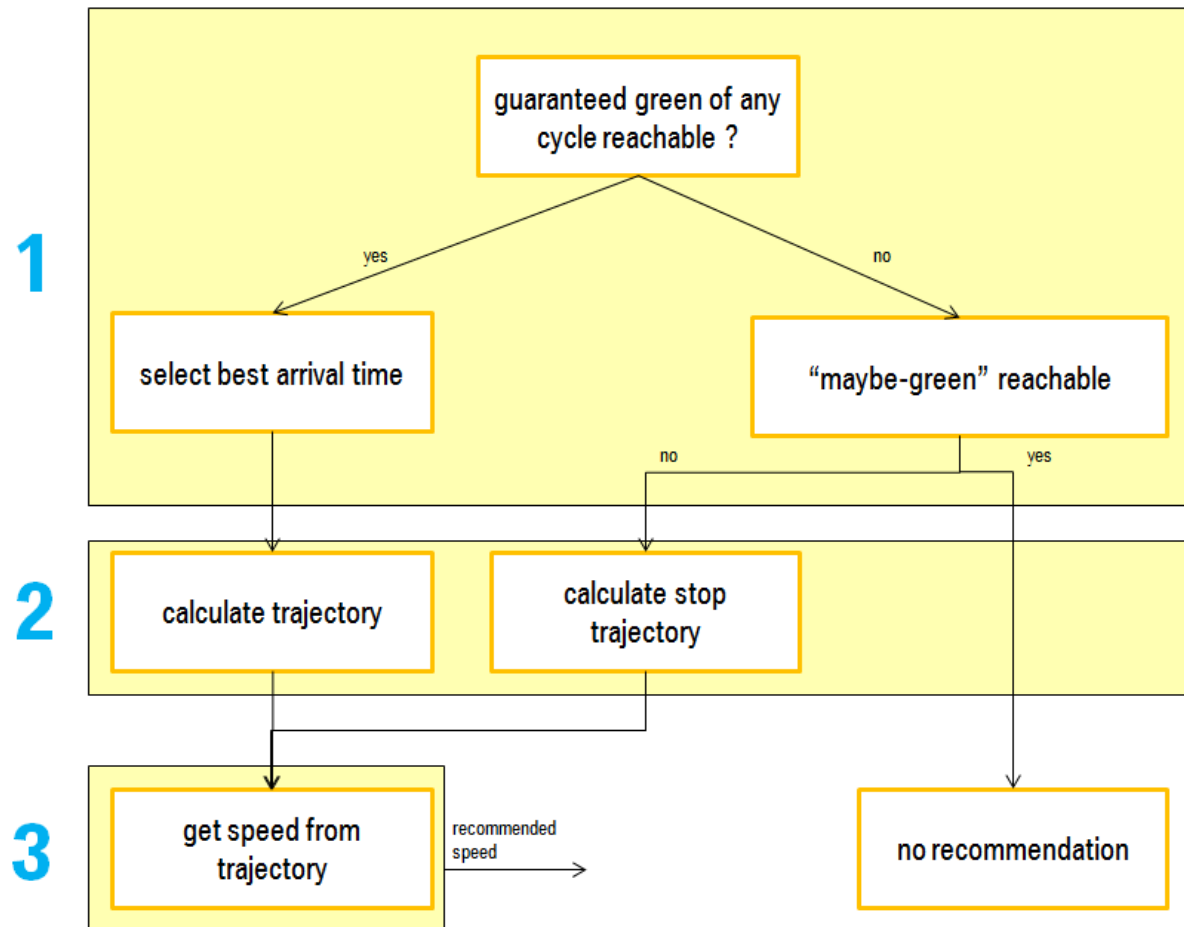 guaranteed green of any
cycle reachable ?
1
yes
no
select best arrival time
“maybe-green” reachable
no
yes
2
calculate trajectory
calculate stop
trajectory
3
get speed from
trajectory
recommended
speed
no recommendation